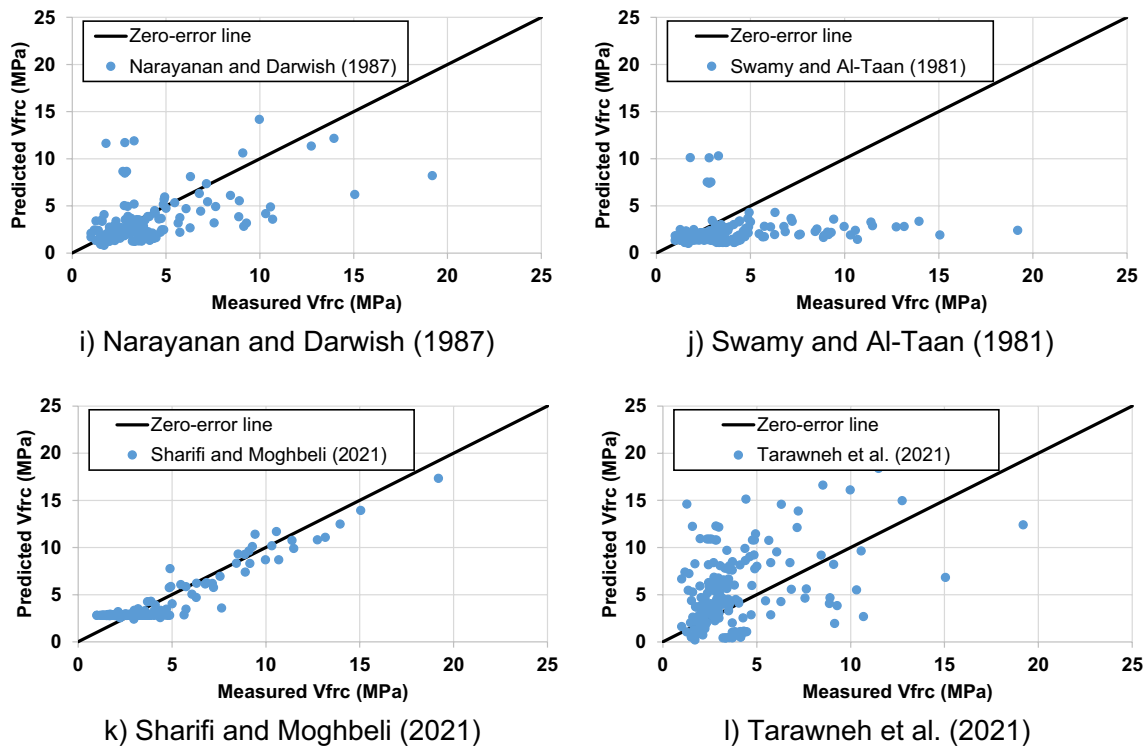 25
20
15
10
5
0
Predicted Vfrc (MPa)
Zero-error line
Narayanan and Darwish (1987)
0 5 10 15 20 25
Measured Vfrc (MPa)
i) Narayanan and Darwish (1987)
25
20
15
10
5
0
Predicted Vfrc (MPa)
Zero-error line
Swamy and Al-Taan (1981)
0 5 10 15 20 25
Measured Vfrc (MPa)
j) Swamy and Al-Taan (1981)
25
20
15
10
5
0
Predicted Vfrc (MPa)
Zero-error line
Sharifi and Moghbeli (2021)
0 5 10 15 20 25
Measured Vfrc (MPa)
k) Sharifi and Moghbeli (2021)
25
20
15
10
5
0
Predicted Vfrc (MPa)
Zero-error line
Tarawneh et al. (2021)
0 5 10 15 20 25
Measured Vfrc (MPa)
l) Tarawneh et al. (2021)